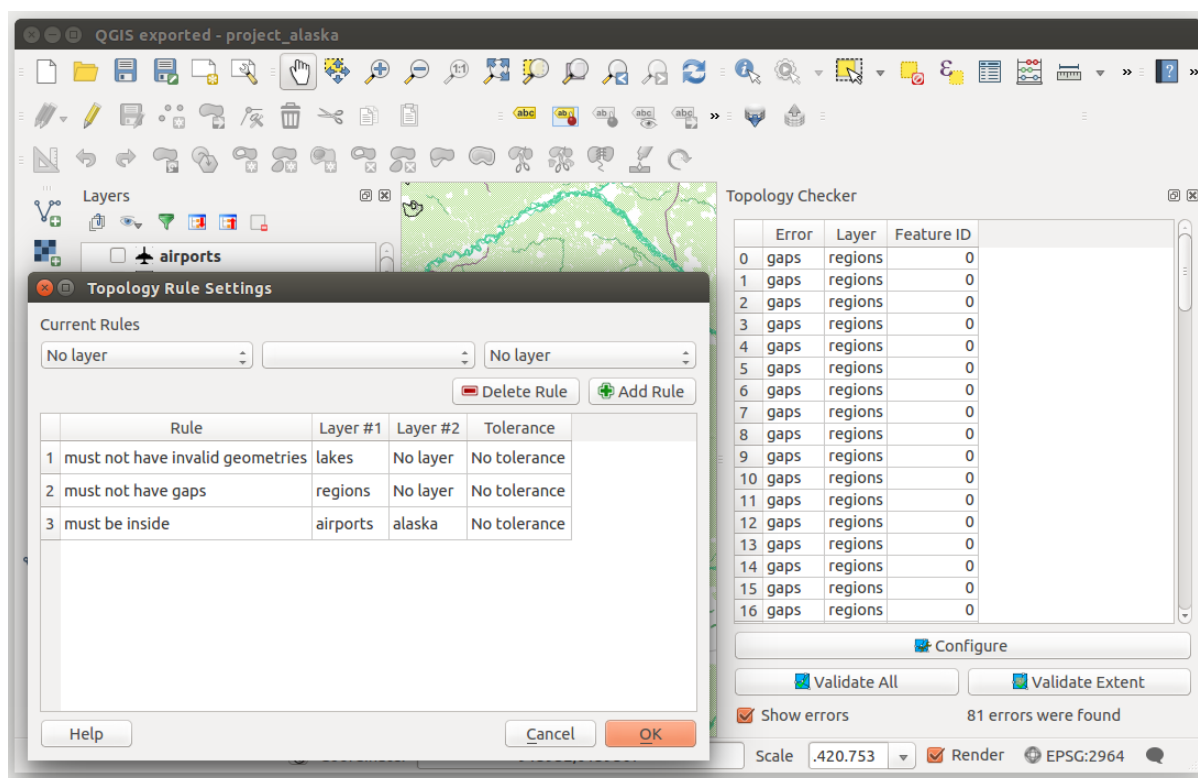 QGIS exported - project_alaska
1:1
ε
?
»
abc
ab
ab
abc
abc
»
Layers
airports
Topology Rule Settings
Current Rules
No layer
No layer
Delete Rule
Add Rule
Rule Layer #1 Layer #2 Tolerance
1 must not have invalid geometries lakes No layer No tolerance
2 must not have gaps regions No layer No tolerance
3 must be inside airports alaska No tolerance
Help
Cancel
OK
Topology Checker
Error Layer Feature ID
0 gaps regions 0
1 gaps regions 0
2 gaps regions 0
3 gaps regions 0
4 gaps regions 0
5 gaps regions 0
6 gaps regions 0
7 gaps regions 0
8 gaps regions 0
9 gaps regions 0
10 gaps regions 0
11 gaps regions 0
12 gaps regions 0
13 gaps regions 0
14 gaps regions 0
15 gaps regions 0
16 gaps regions 0
Configure
Validate All
Validate Extent
Show errors
81 errors were found
Scale .420.753 Render EPSG:2964